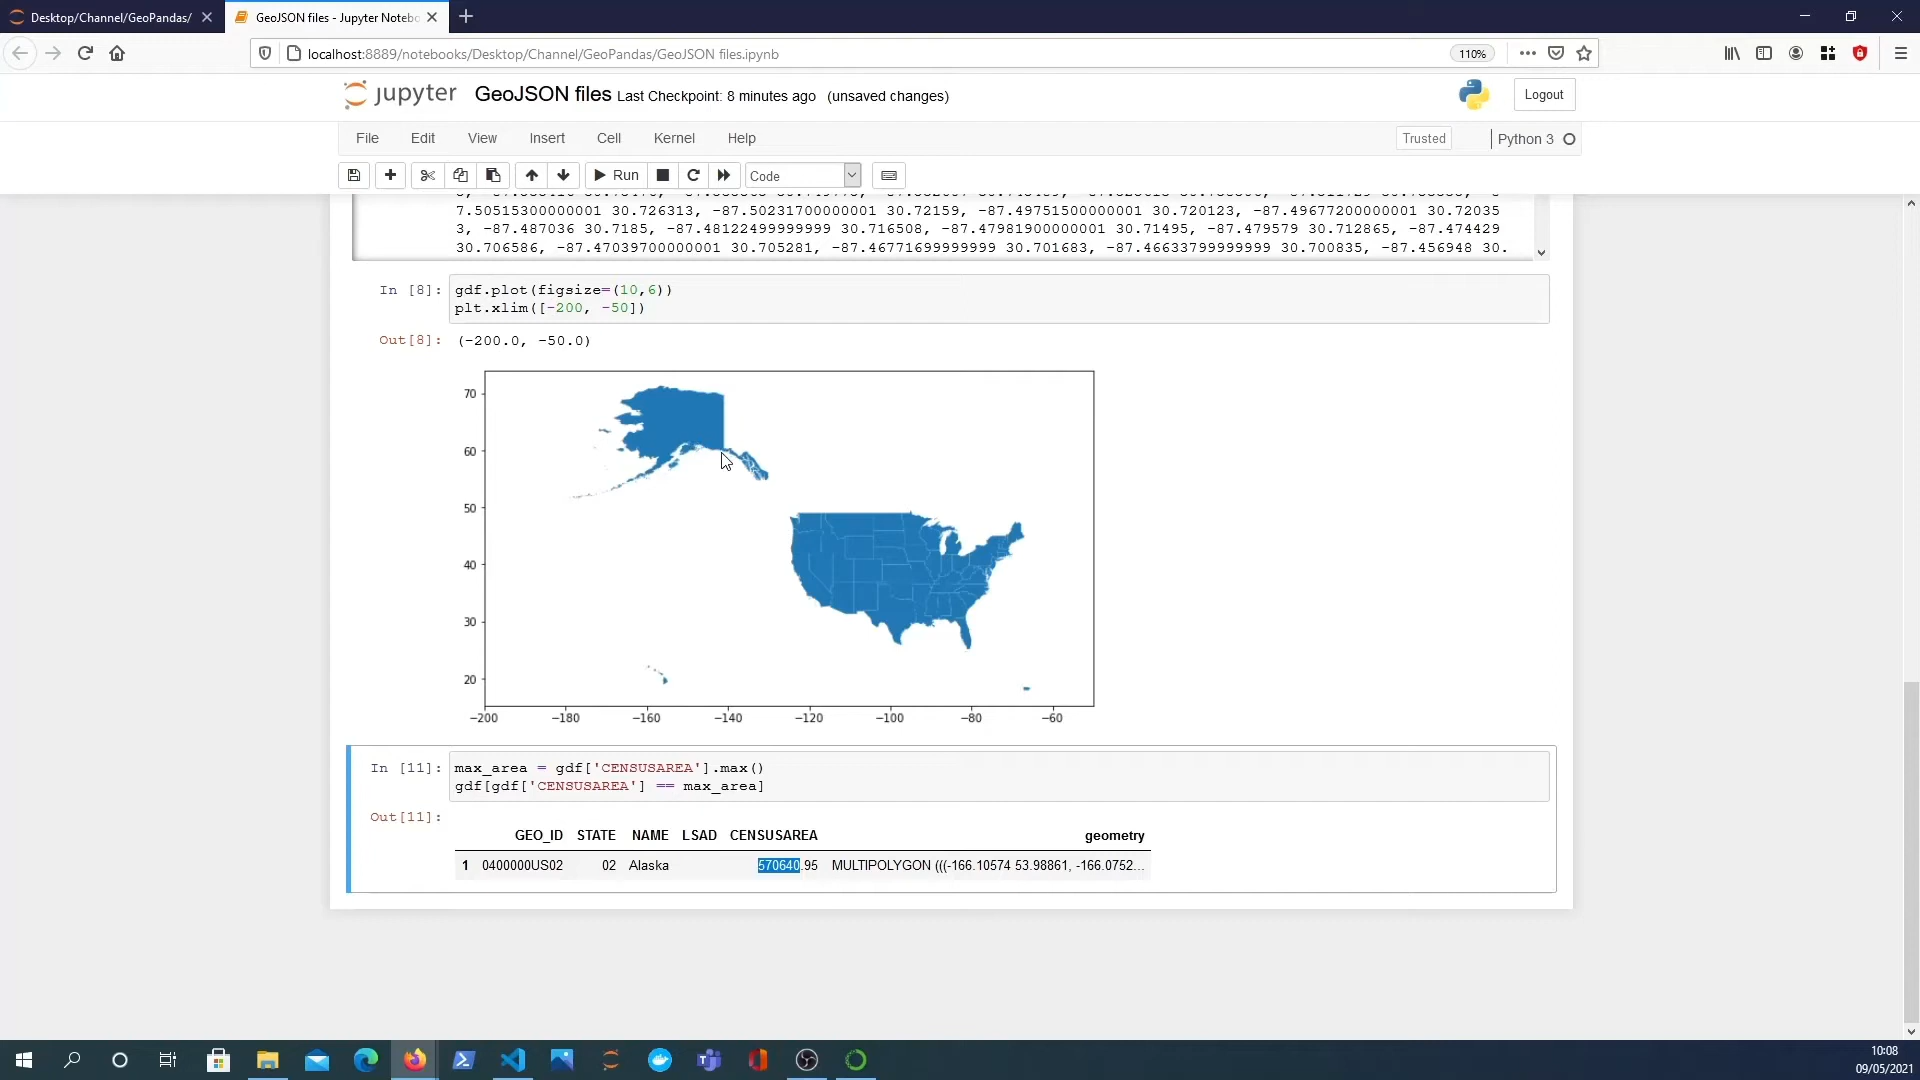 Desktop/Channel/GeoPandas/
GeoJSON files - Jupyter Notebo
localhost:8889/notebooks/Desktop/Channel/GeoPandas/GeoJSON files.ipynb
110%
jupyter GeoJSON files Last Checkpoint: 8 minutes ago (unsaved changes)
Logout
File Edit View Insert Cell Kernel Help
Trusted
Python 3
Run
Code
7.50515300000001 30.726313, -87.50231700000001 30.72159, -87.49751500000001 30.720123, -87.49677200000001 30.72035
3, -87.487036 30.7185, -87.48122499999999 30.716508, -87.47981900000001 30.71495, -87.479579 30.712865, -87.474429
30.706586, -87.47039700000001 30.705281, -87.46771699999999 30.701683, -87.46633799999999 30.700835, -87.456948 30.
In [8]: gdf.plot(figsize=(10,6))
plt.xlim([-200, -50])
Out[8]: (-200.0, -50.0)
70
60
50
40
30
20
−200 −180 −160 −140 −120 −100 −80 −60
In [11]: max_area = gdf['CENSUSAREA'].max()
gdf[gdf['CENSUSAREA'] == max_area]
Out[11]:
GEO_ID STATE NAME LSAD CENSUSAREA geometry
1 0400000US02 02 Alaska 570640.95 MULTIPOLYGON (((-166.10574 53.98861, -166.0752...
10:08
09/05/2021